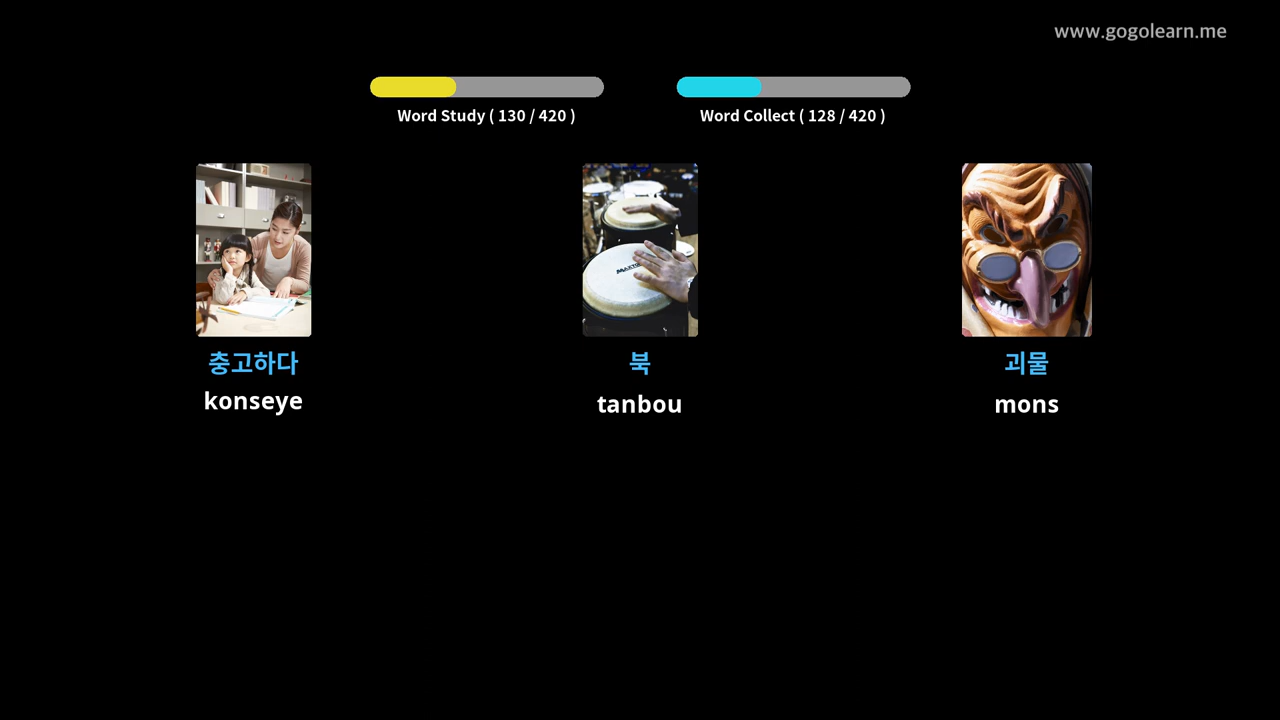 www.gogolearn.me
Word Study ( 130 / 420 )
Word Collect ( 128 / 420 )
충고하다
북
괴물
konseye
tanbou
mons